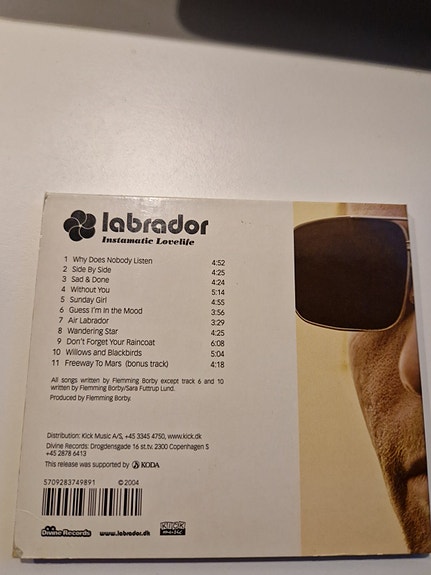 labrador
Instamatic Lovelife
1 Why Does Nobody Listen 4:52
2 Side By Side 4:25
3 Sad & Done 4:24
4 Without You 5:14
5 Sunday Girl 4:55
6 Guess I'm In the Mood 3:56
7 Air Labrador 3:29
8 Wandering Star 4:25
9 Don't Forget Your Raincoat 6:08
10 Willows and Blackbirds 5:04
11 Freeway To Mars (bonus track) 4:18
All songs written by Flemming Borby except track 6 and 10
written by Flemming Borby/Sara Futtrup Lund.
Produced by Flemming Borby.
Distribution: Kick Music A/S, +45 3345 4750, www.kick.dk
Divine Records: Drogdensgade 16 st.tv. 2300 Copenhagen S
+45 2878 6413
This release was supported by KODA
5709283749891 ©2004
Divine Records www.labrador.dk KICK music